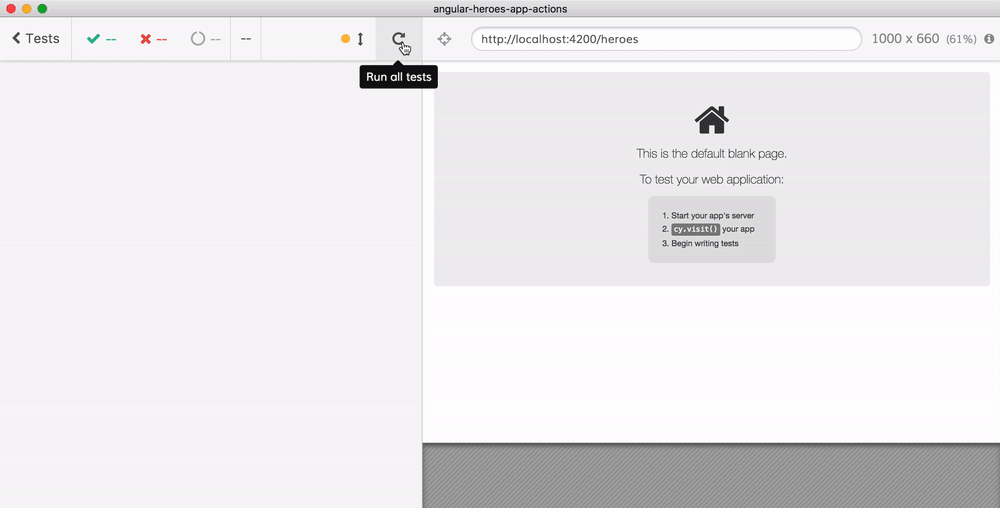 angular-heroes-app-actions
Tests
--
--
--
--
http://localhost:4200/heroes
1000 x 660 (61%)
Run all tests
This is the default blank page.
To test your web application:
1. Start your app's server
2. cy.visit() your app
3. Begin writing tests